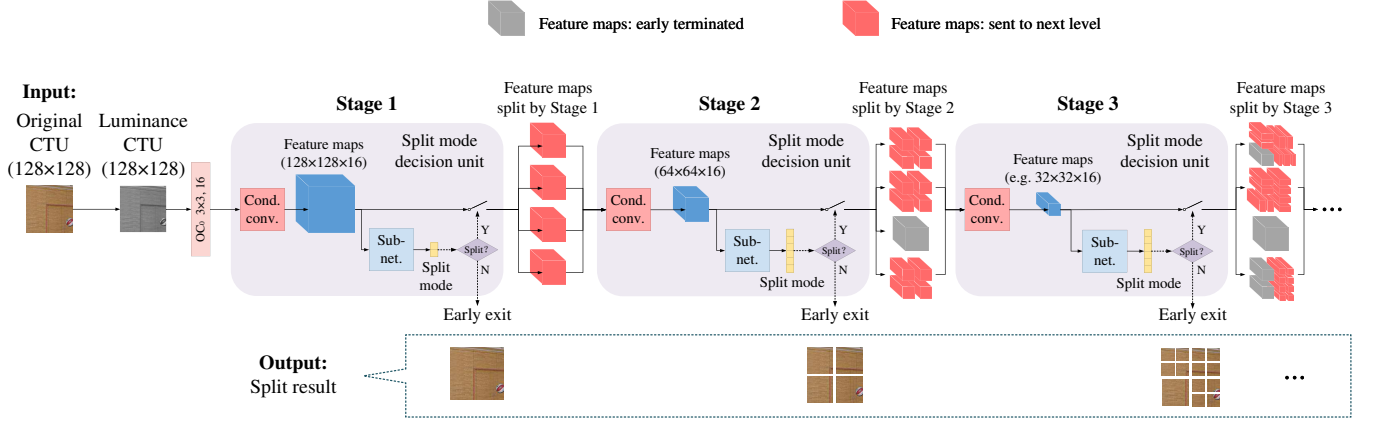 Feature maps: early terminated
Feature maps: sent to next level
Input:
Original
CTU
(128×128)
Luminance
CTU
(128×128)
OC, 3×3, 16
Stage 1
Feature maps
(128×128×16)
Split mode
decision unit
Cond.
conv.
Sub-
net.
Split
mode
Split?
Y
N
Early exit
Feature maps
split by Stage 1
Stage 2
Feature maps
(64×64×16)
Split mode
decision unit
Cond.
conv.
Sub-
net.
Split mode
Split?
Y
N
Early exit
Feature maps
split by Stage 2
Stage 3
Feature maps
(e.g. 32×32×16)
Split mode
decision unit
Cond.
conv.
Sub-
net.
Split mode
Split?
Y
N
Early exit
Feature maps
split by Stage 3
...
Output:
Split result
...